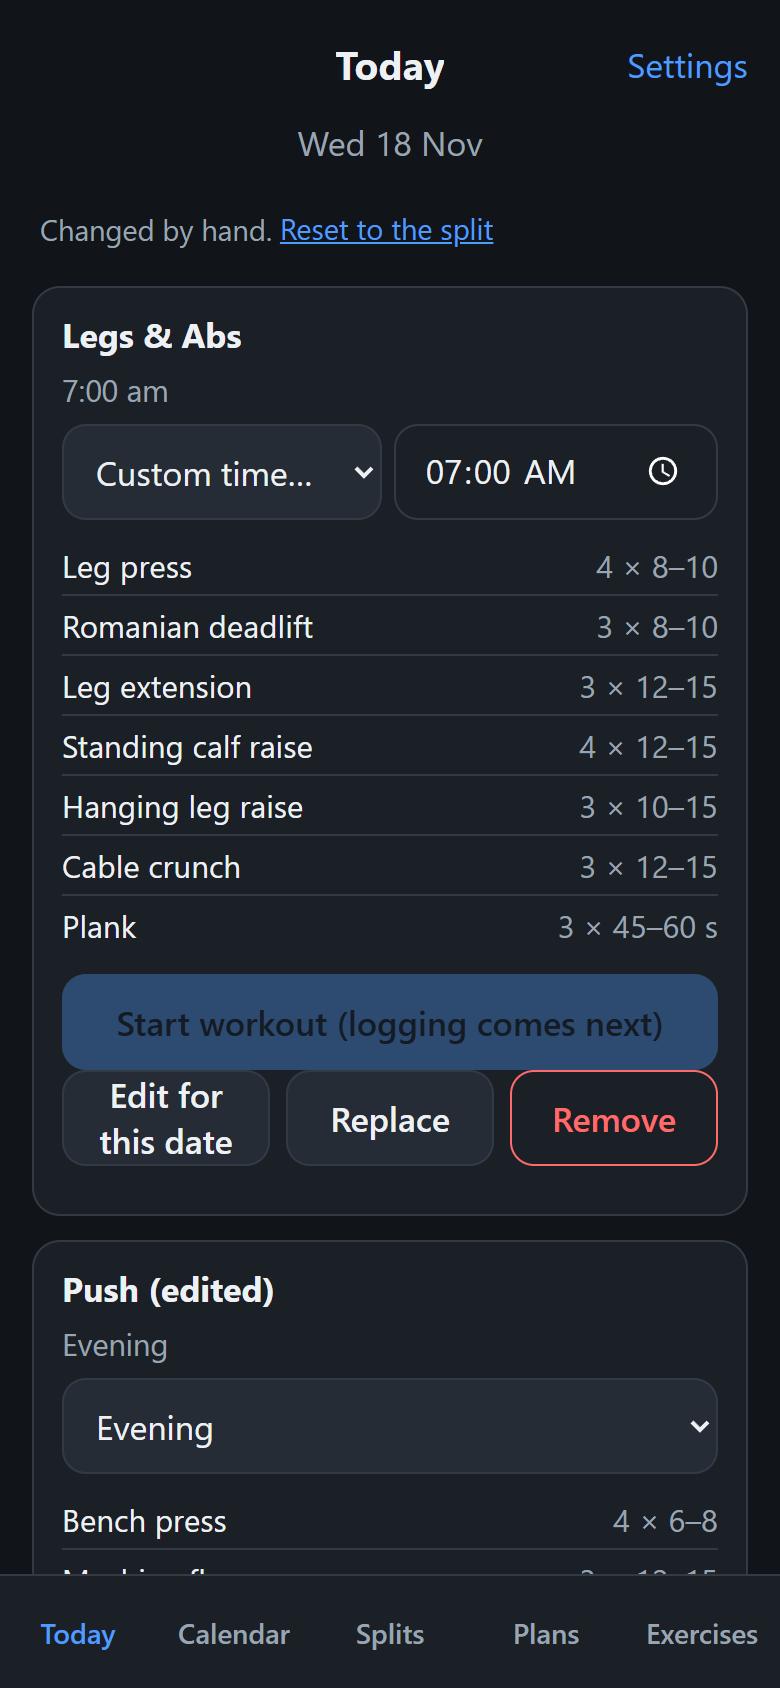 Today
Settings
Wed 18 Nov
Changed by hand. Reset to the split
Legs & Abs
7:00 am
Custom time...
07:00 AM
Leg press 4 × 8–10
Romanian deadlift 3 × 8–10
Leg extension 3 × 12–15
Standing calf raise 4 × 12–15
Hanging leg raise 3 × 10–15
Cable crunch 3 × 12–15
Plank 3 × 45–60 s
Start workout (logging comes next)
Edit for
this date
Replace
Remove
Push (edited)
Evening
Evening
Bench press 4 × 6–8
Today
Calendar
Splits
Plans
Exercises